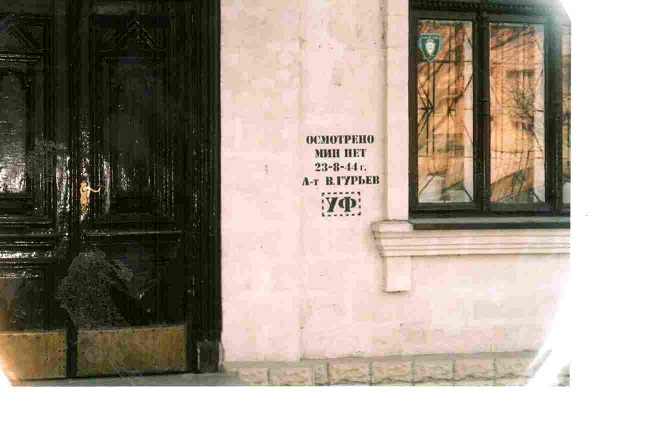 ОСМОТРЕНО
МИН НЕТ
23-8-44 г.
Л-т В.ГУРЬЕВ
УФ